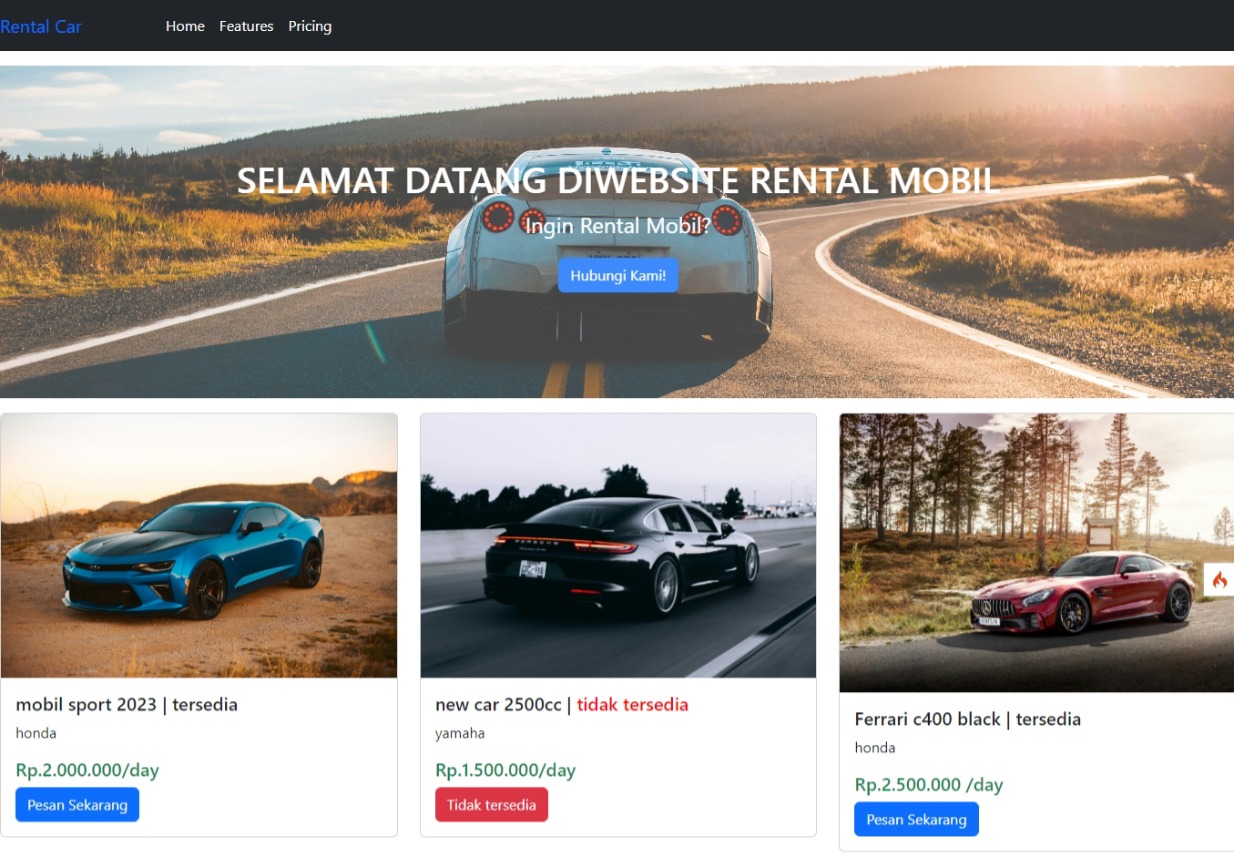 Rental Car
Home Features Pricing
SELAMAT DATANG DIWEBSITE RENTAL MOBIL
Ingin Rental Mobil?
Hubungi Kami!
PORSCHE
mobil sport 2023 | tersedia
honda
Rp.2.000.000/day
Pesan Sekarang
new car 2500cc | tidak tersedia
yamaha
Rp.1.500.000/day
Tidak tersedia
Ferrari c400 black | tersedia
honda
Rp.2.500.000 /day
Pesan Sekarang